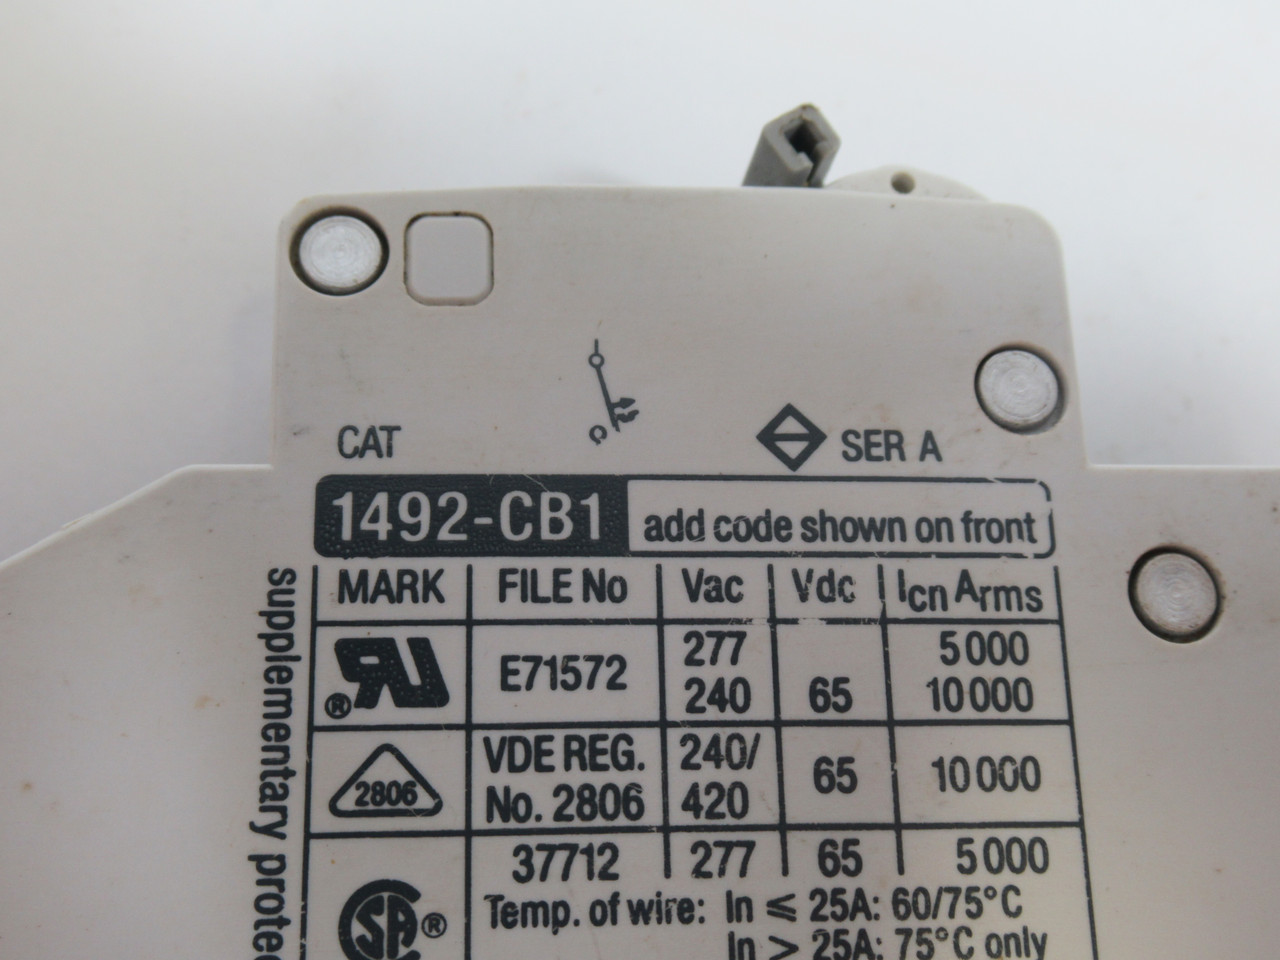 CAT SER A
1492-CB1 add code shown on front
MARK FILE No Vac Vdc Icn Arms
277 5000
® E71572 240 65 10000
VDE REG. 240/
2806 No. 2806 420 65 10000
37712 277 65 5000
SA ® Temp. of wire: In ≤ 25A: 60/75°C
In > 25A: 75°C only
supplementary